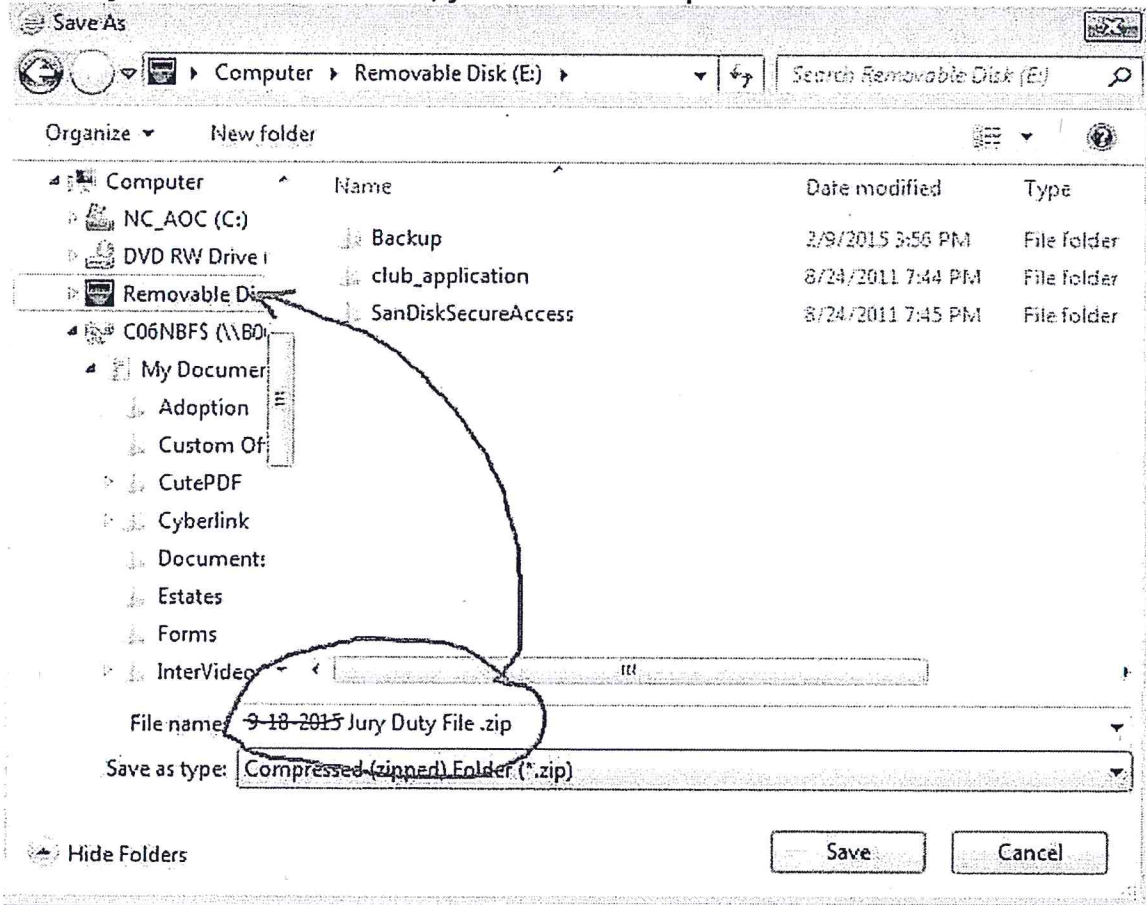 Save As
Computer ▸ Removable Disk (E:) ▸
Search Removable Disk (E:)
Organize New folder
Computer
Name Date modified Type
NC_AOC (C:)
Backup 2/9/2015 3:56 PM File folder
DVD RW Drive
club_application 8/24/2011 7:44 PM File folder
Removable
SanDiskSecureAccess 8/24/2011 7:45 PM File folder
C06NBFS
My Documen
Adoption
Custom Of
CutePDF
Cyberlink
Documents
Estates
Forms
InterVideo
File name: 9-18-2015 Jury Duty File .zip
Save as type: Compressed (zipped) Folder (*.zip)
Hide Folders Save Cancel